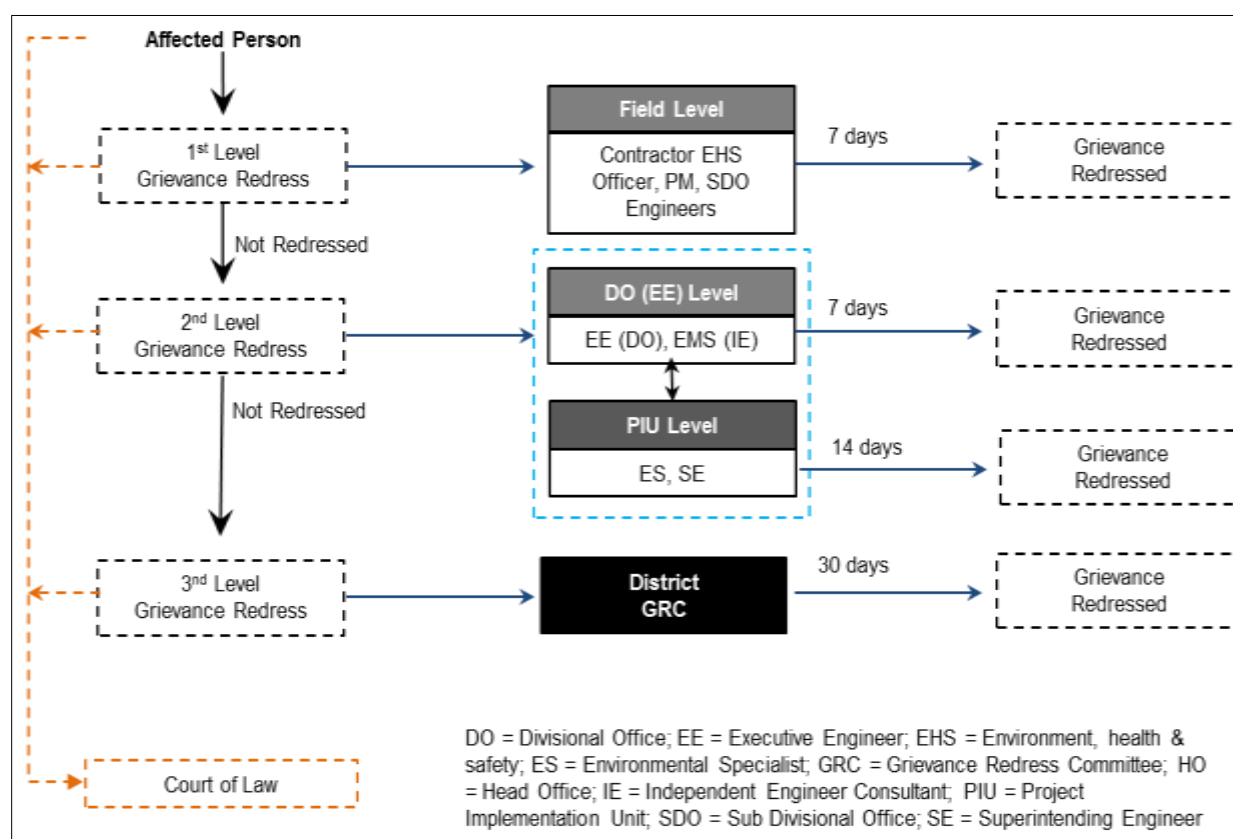 Affected Person
1st Level
Grievance Redress
Field Level
Contractor EHS
Officer, PM, SDO
Engineers
7 days
Grievance
Redressed
Not Redressed
2nd Level
Grievance Redress
DO (EE) Level
EE (DO), EMS (IE)
7 days
Grievance
Redressed
Not Redressed
PIU Level
ES, SE
14 days
Grievance
Redressed
3nd Level
Grievance Redress
District
GRC
30 days
Grievance
Redressed
Court of Law
DO = Divisional Office; EE = Executive Engineer; EHS = Environment, health &
safety; ES = Environmental Specialist; GRC = Grievance Redress Committee; HO
= Head Office; IE = Independent Engineer Consultant; PIU = Project
Implementation Unit; SDO = Sub Divisional Office; SE = Superintending Engineer